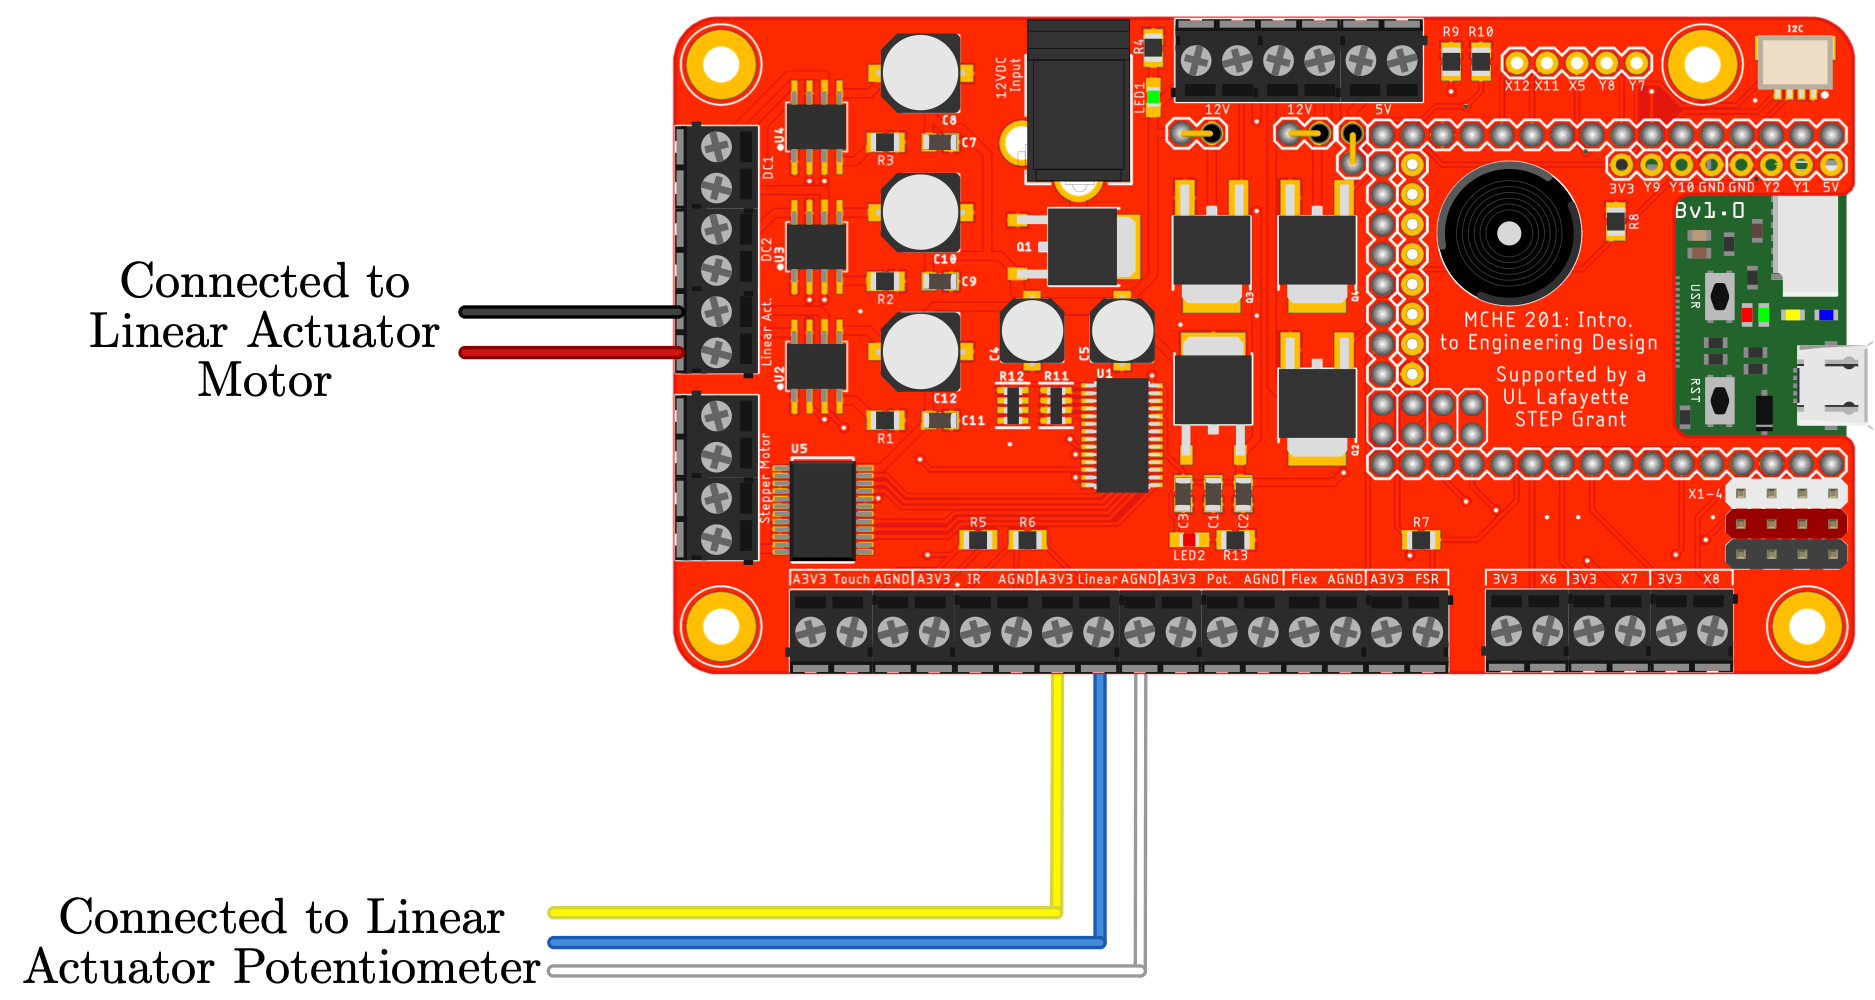 Connected to
Linear Actuator
Motor
Connected to Linear
Actuator Potentiometer
12VDC
Input
R4
LED1
12V
12V
5V
R9 R10
X12 X11 X5 Y8 Y7
I2C
3V3 Y9 Y10 GND GND Y2 Y1 5V
Bv1.0
R8
USR
RST
MCHE 201: Intro.
to Engineering Design
Supported by a
UL Lafayette
STEP Grant
DC1
DC2
Linear Act.
Stepper Motor
U4
U3
U2
U5
C8
R3
C7
C10
R2
C9
C12
R1
C11
Q1
Q3
Q4
Q2
C4
C5
R12
R11
U1
C3
C1
C2
LED2
R13
R5
R6
R7
X1-4
A3V3 Touch AGND A3V3 IR AGND A3V3 Linear AGND A3V3 Pot. AGND Flex AGND A3V3 FSR
3V3 X6 3V3 X7 3V3 X8